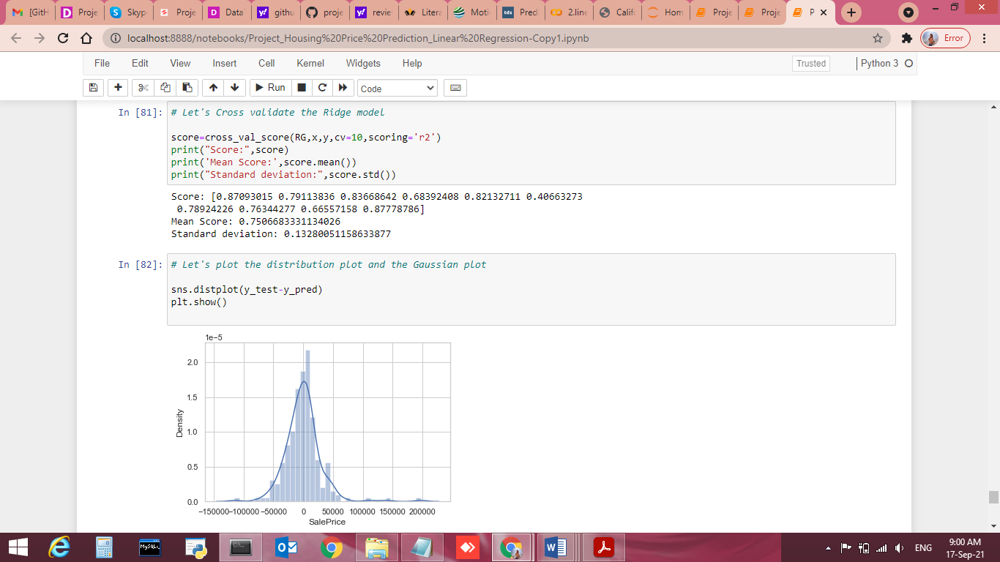 [GitH
Proje
Skyp
Proje
Data
githu
proje
revie
Litera
Moti
Pred
2.line
Califo
Hom
Proje
Proje
P
localhost:8888/notebooks/Project_Housing%20Price%20Prediction_Linear%20Regression-Copy1.ipynb
Error
File Edit View Insert Cell Kernel Widgets Help
Trusted
Python 3
Run
Code
In [81]:
# Let's Cross validate the Ridge model
score=cross_val_score(RG,x,y,cv=10,scoring='r2')
print("Score:",score)
print('Mean Score:',score.mean())
print("Standard deviation:",score.std())
Score: [0.87093015 0.79113836 0.83668642 0.68392408 0.82132711 0.40663273
0.78924226 0.76344277 0.66557158 0.87778786]
Mean Score: 0.7506683331134026
Standard deviation: 0.13280051158633877
In [82]:
# Let's plot the distribution plot and the Gaussian plot
sns.distplot(y_test-y_pred)
plt.show()
1e−5
2.0
1.5
1.0
0.5
0.0
Density
−150000 −100000 −50000 0 50000 100000 150000 200000
SalePrice
ENG
9:00 AM
17-Sep-21